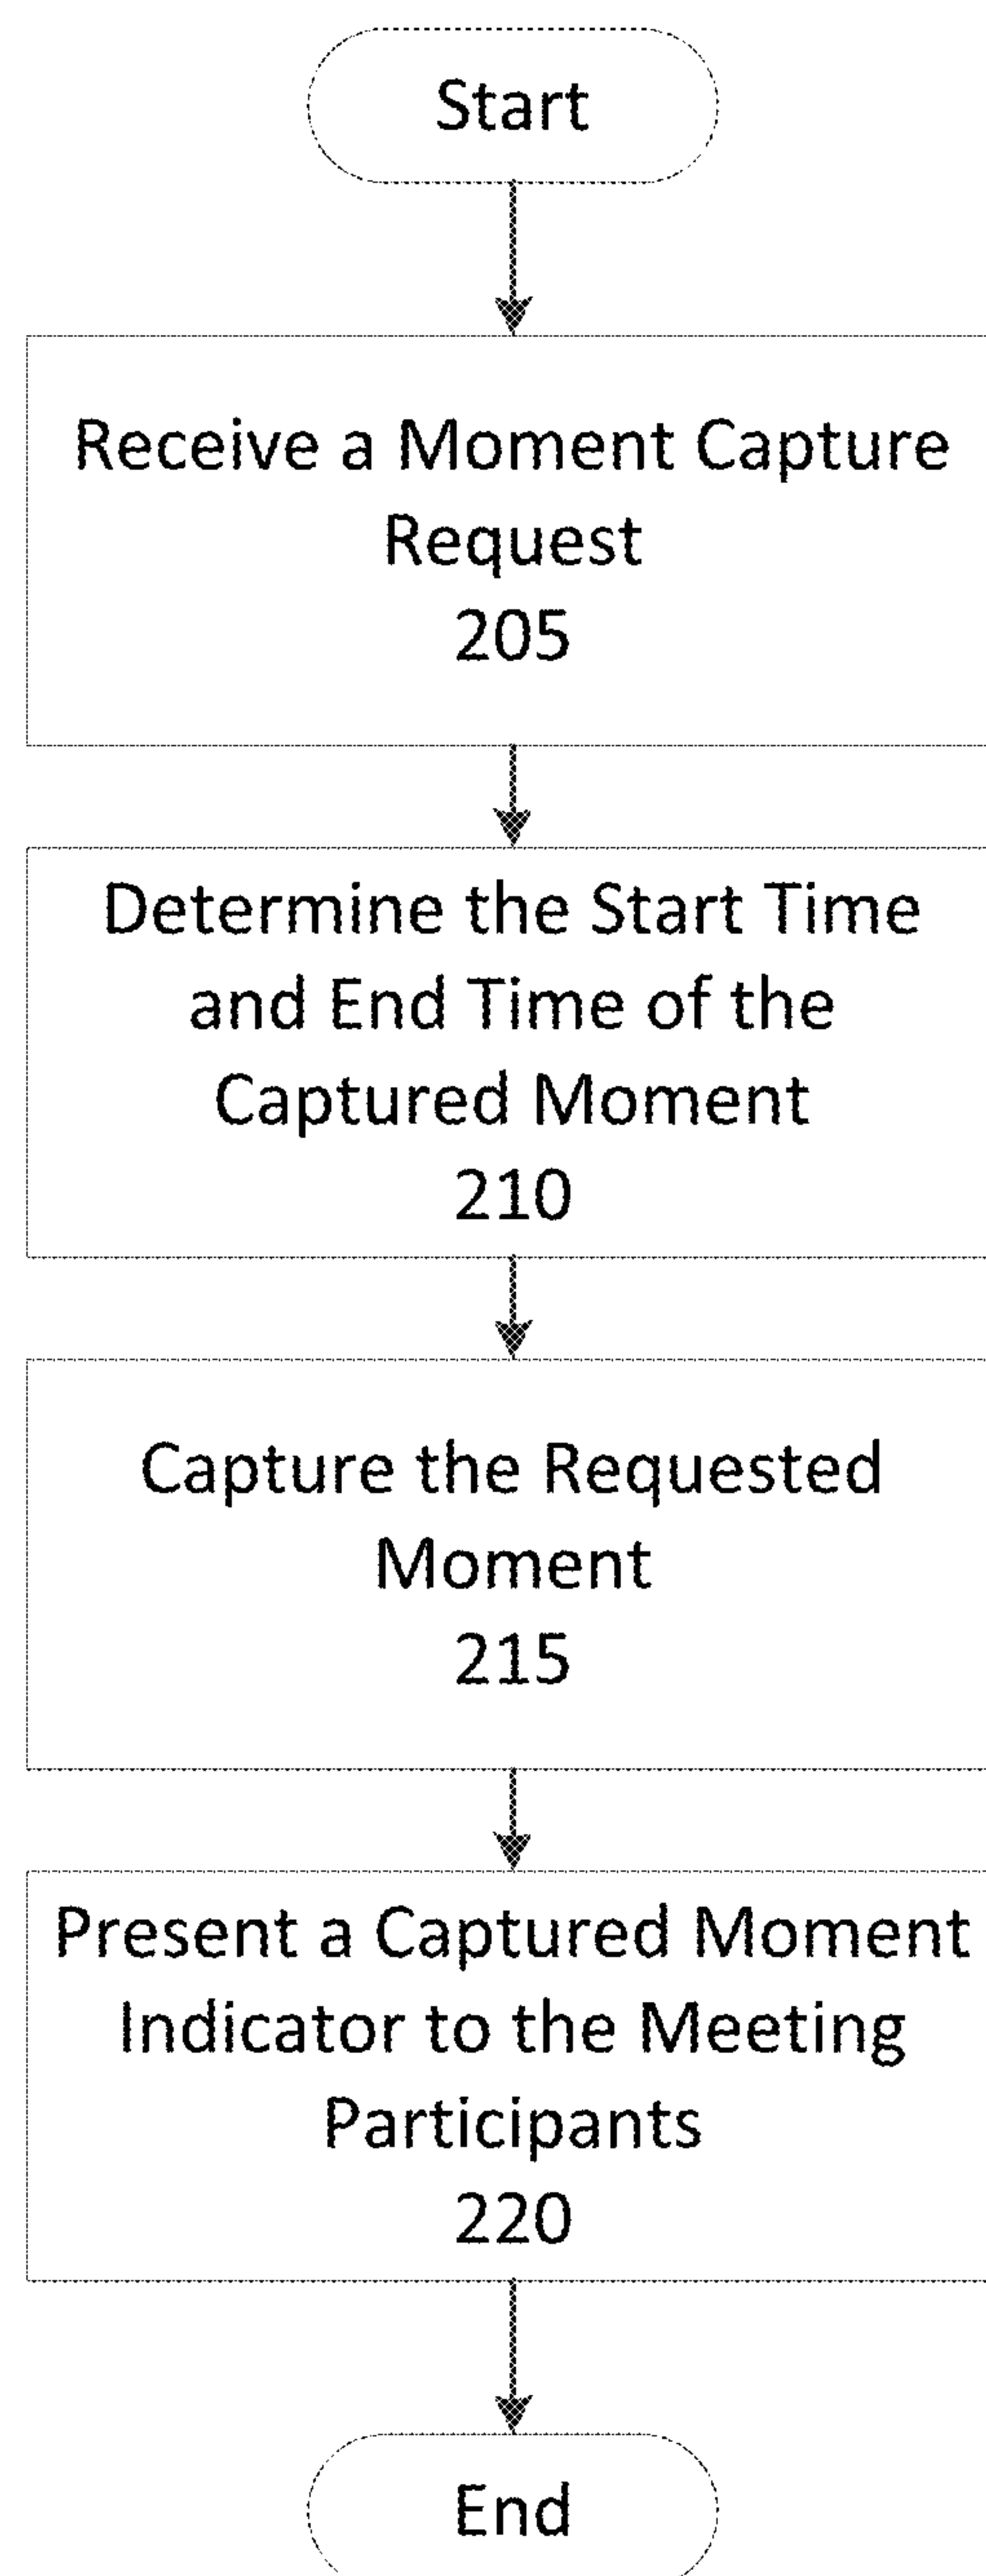 Start
Receive a Moment Capture
Request
205
Determine the Start Time
and End Time of the
Captured Moment
210
Capture the Requested
Moment
215
Present a Captured Moment
Indicator to the Meeting
Participants
220
End